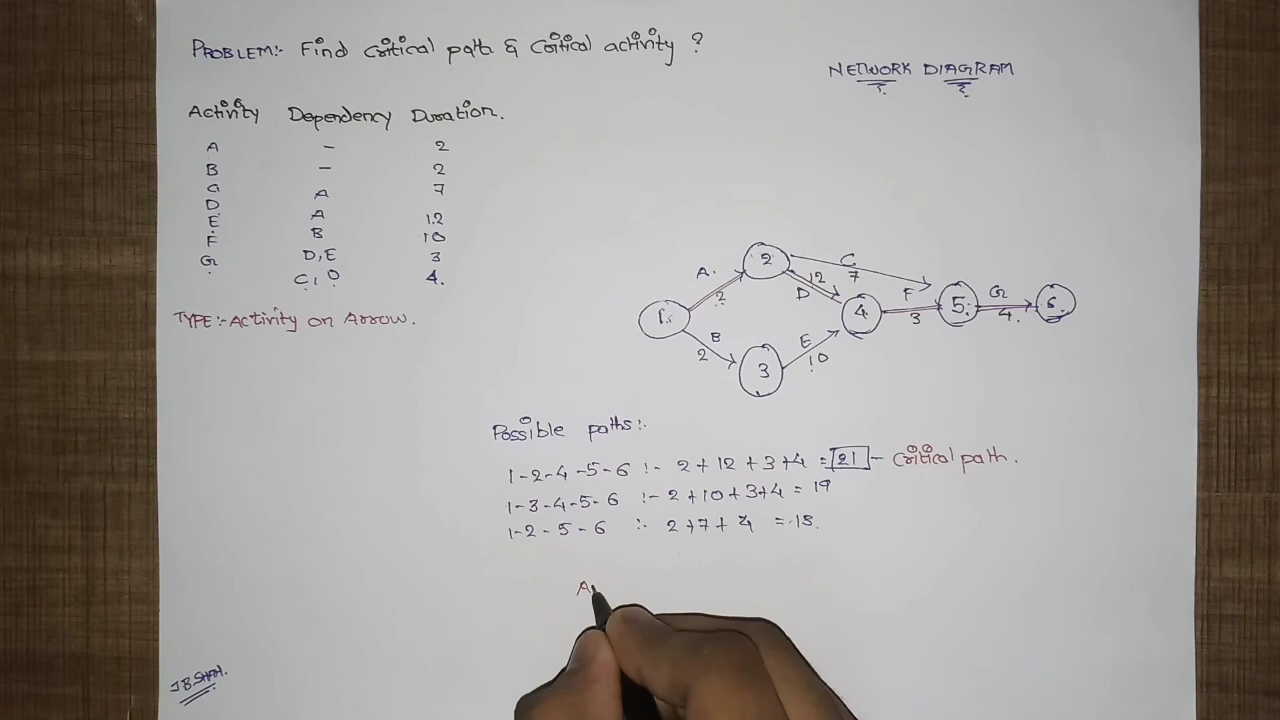 PROBLEM:- Find Critical path & Critical activity ?
NETWORK DIAGRAM
Activity Dependency Duration.
A - 2
B - 2
C A 7
D A 12
E B 10
F D,E 3
G C, D 4.
TYPE:- Activity on Arrow.
A. 2
B 2
C. 7
D 12
E 10
F 3
G 4.
1.
2
3
4.
5.
6.
Possible paths:-
1-2-4-5-6 :- 2+12+3+4 = 21 - Critical path.
1-3-4-5-6 :- 2+10+3+4 = 19
1-2-5-6 :- 2+7+4 = 13.
A
J B SHAH.